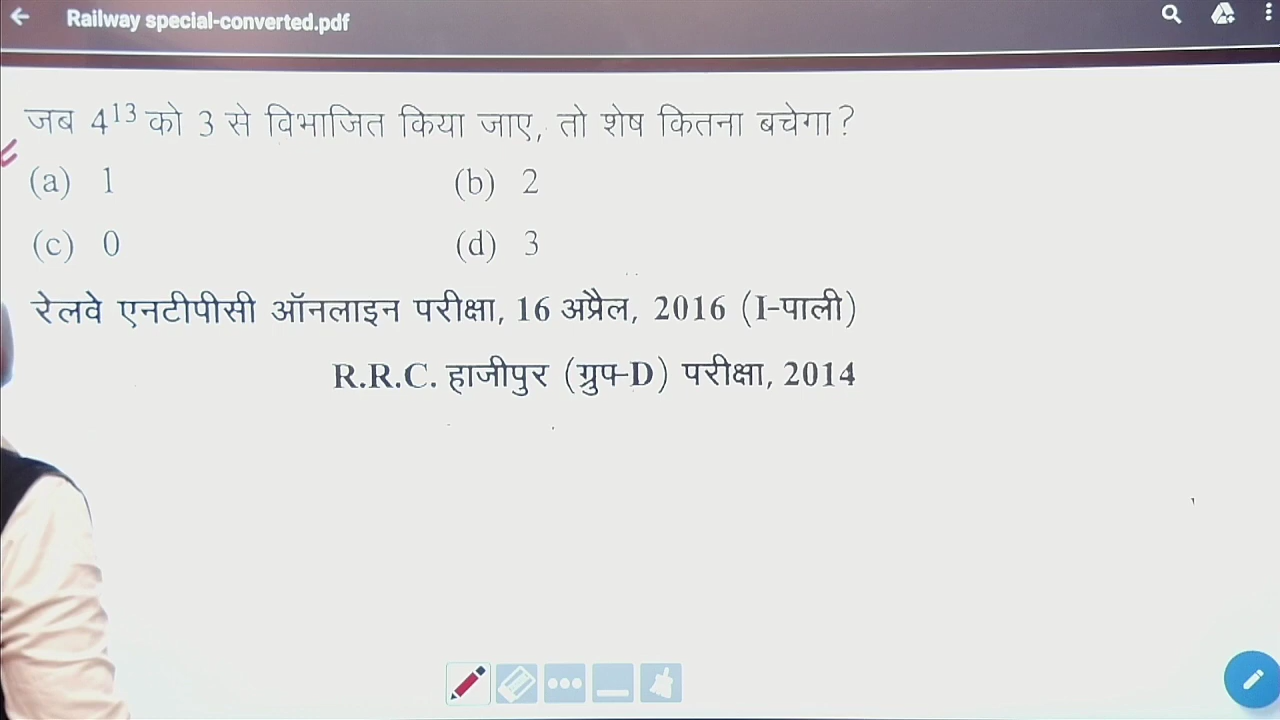 Railway special-converted.pdf
जब 4¹³ को 3 से विभाजित किया जाए, तो शेष कितना बचेगा?
(a) 1 (b) 2
(c) 0 (d) 3
रेलवे एनटीपीसी ऑनलाइन परीक्षा, 16 अप्रैल, 2016 (I-पाली)
R.R.C. हाजीपुर (ग्रुप-D) परीक्षा, 2014